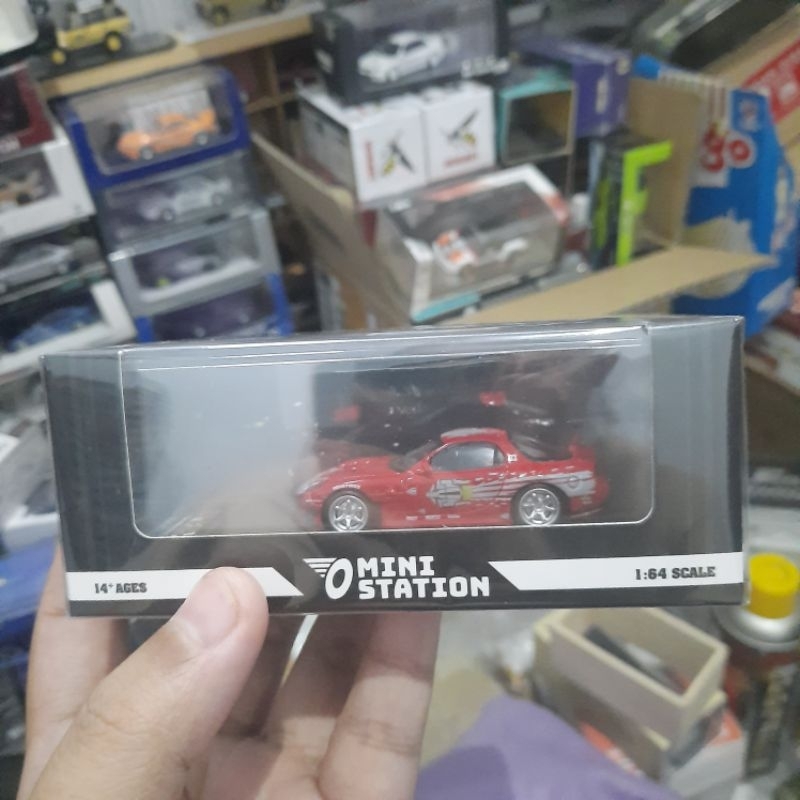 14+ AGES
MINI
STATION
1:64 SCALE